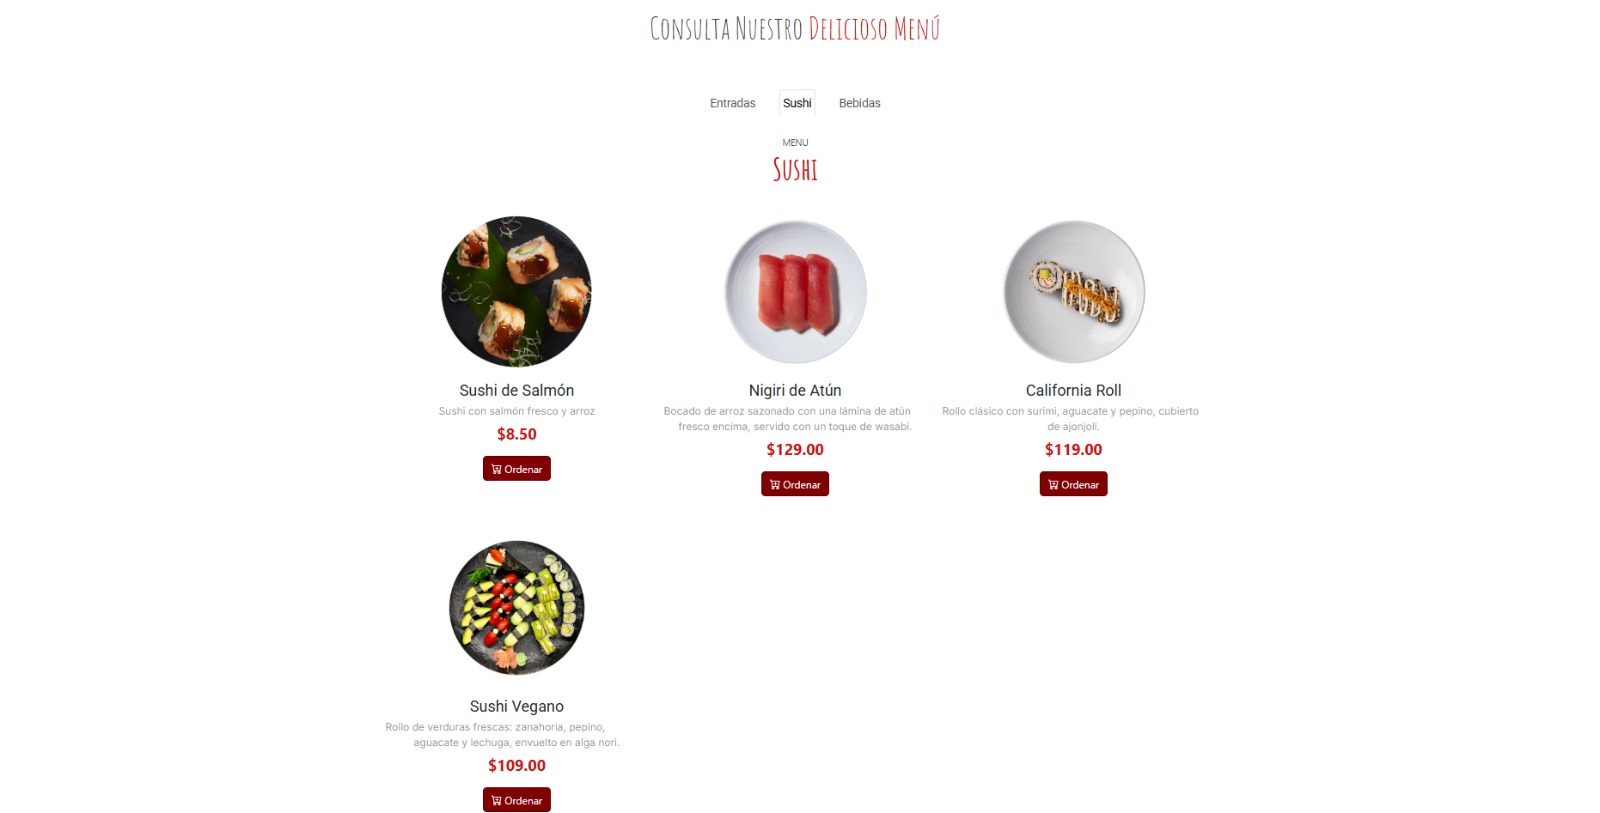 Consulta Nuestro Delicioso Menú
Entradas
Sushi
Bebidas
MENU
Sushi
Sushi de Salmón
Sushi con salmón fresco y arroz
$8.50
Ordenar
Nigiri de Atún
Bocado de arroz sazonado con una lámina de atún
fresco encima, servido con un toque de wasabi.
$129.00
Ordenar
California Roll
Rollo clásico con surimi, aguacate y pepino, cubierto
de ajonjolí.
$119.00
Ordenar
Sushi Vegano
Rollo de verduras frescas: zanahoria, pepino,
aguacate y lechuga, envuelto en alga nori.
$109.00
Ordenar